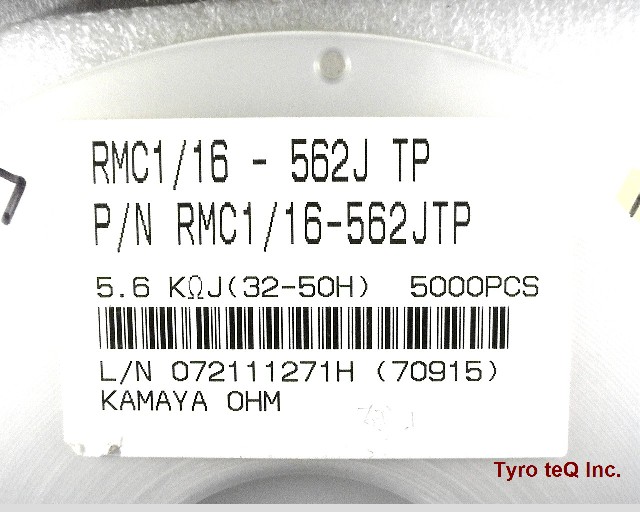 RMC1/16 - 562J TP
P/N RMC1/16-562JTP
5.6 KΩJ(32-50H) 5000PCS
L/N 072111271H (70915)
KAMAYA OHM
Tyro teQ Inc.